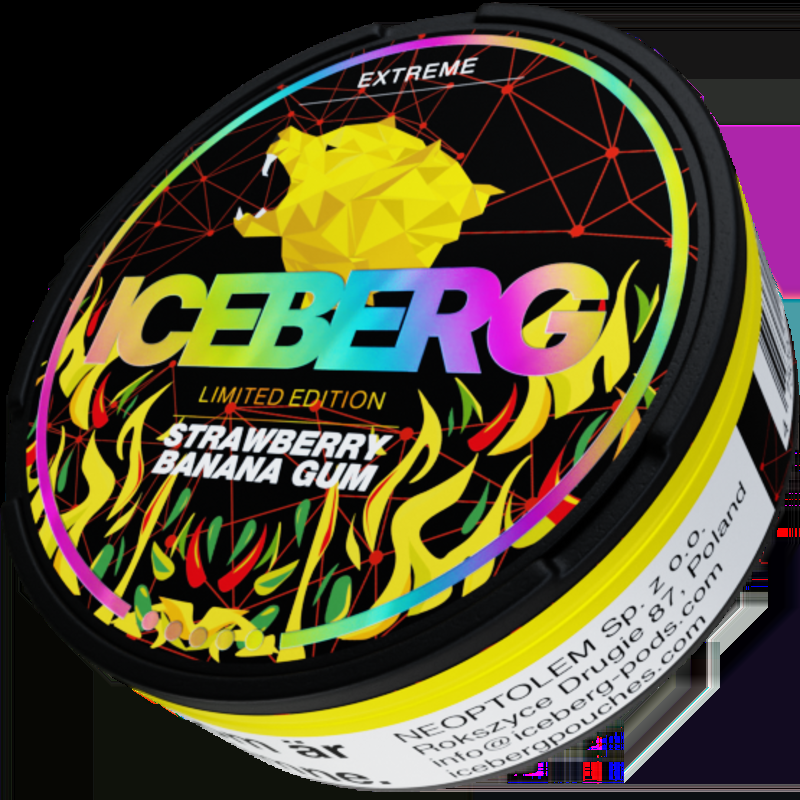 EXTREME
ICEBERG
LIMITED EDITION
STRAWBERRY
BANANA GUM
NEOPTOLEM Sp. z o.o.
Rokszyce Drugie 87, Poland
info@iceberg-pods.com
icebergpouches.com
är